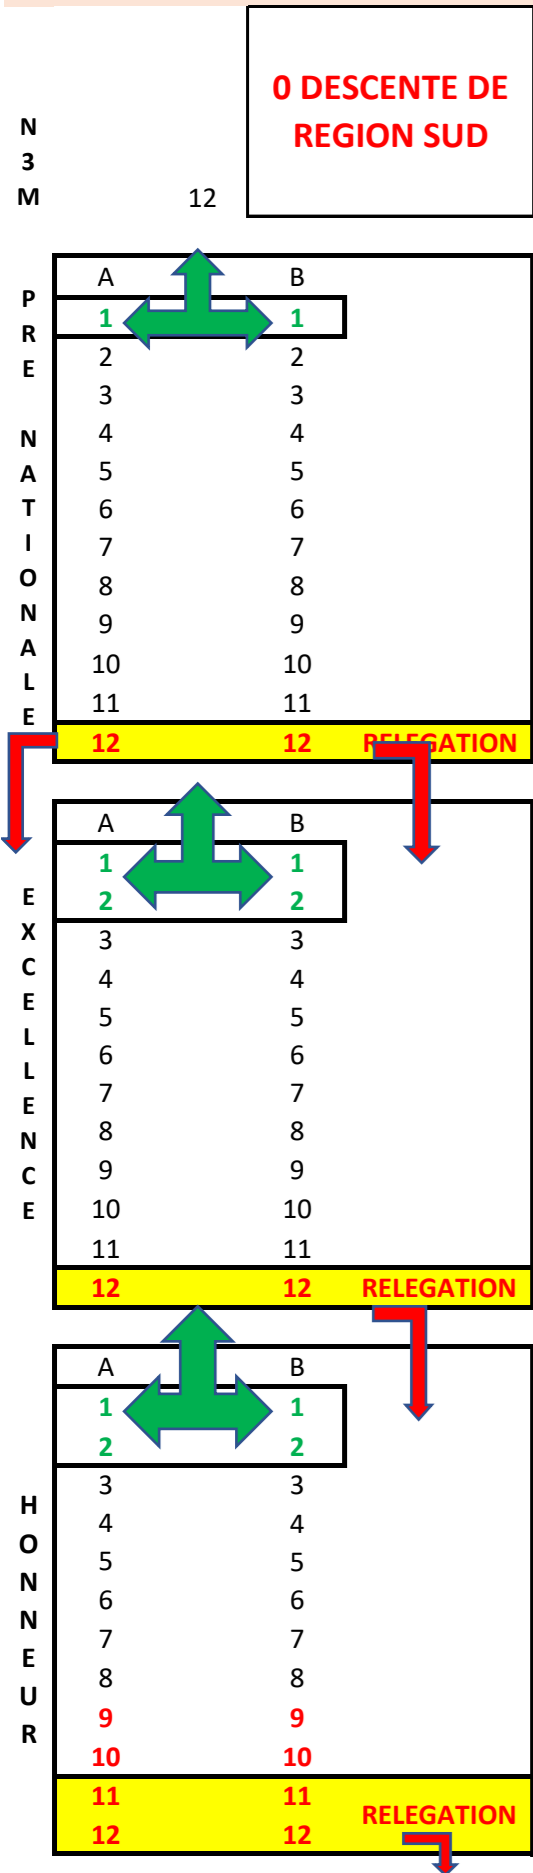 0 DESCENTE DE
REGION SUD
N
3
M 12
PRE NATIONALE
A B
1 1
2 2
3 3
4 4
5 5
6 6
7 7
8 8
9 9
10 10
11 11
12 12 RELEGATION
EXCELLENCE
A B
1 1
2 2
3 3
4 4
5 5
6 6
7 7
8 8
9 9
10 10
11 11
12 12 RELEGATION
HONNEUR
A B
1 1
2 2
3 3
4 4
5 5
6 6
7 7
8 8
9 9
10 10
11 11
RELEGATION
12 12